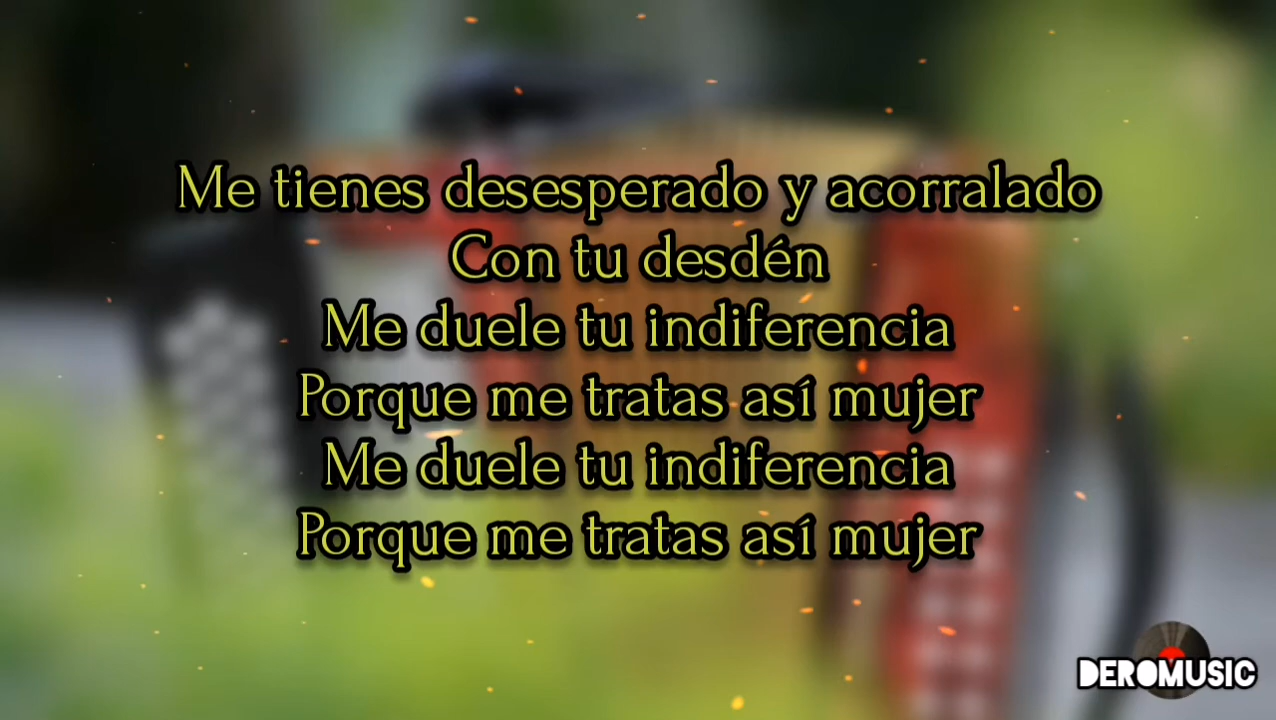 Me tienes desesperado y acorralado
Con tu desdén
Me duele tu indiferencia
Porque me tratas así mujer
Me duele tu indiferencia
Porque me tratas así mujer
DEROMUSIC